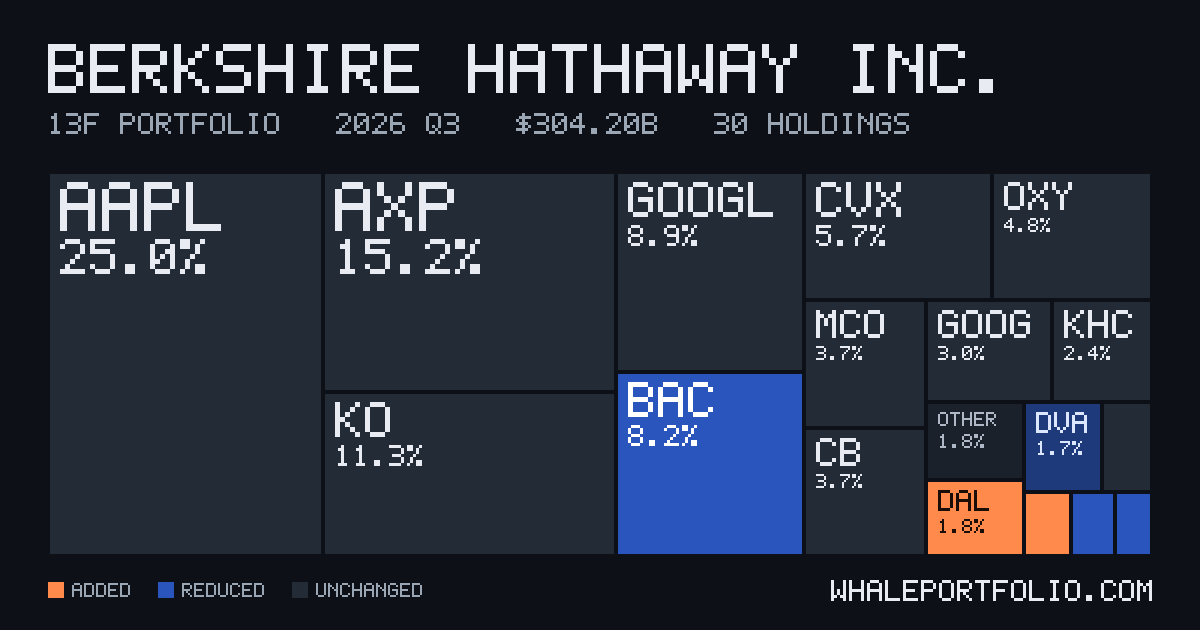 BERKSHIRE HATHAWAY INC.
13F PORTFOLIO 2026 Q3 $304.20B 30 HOLDINGS
AAPL
25.0%
AXP
15.2%
KO
11.3%
GOOGL
8.9%
BAC
8.2%
CVX
5.7%
OXY
4.8%
MCO
3.7%
CB
3.7%
GOOG
3.0%
KHC
2.4%
OTHER
1.8%
DVA
1.7%
DAL
1.8%
ADDED REDUCED UNCHANGED
WHALEPORTFOLIO.COM